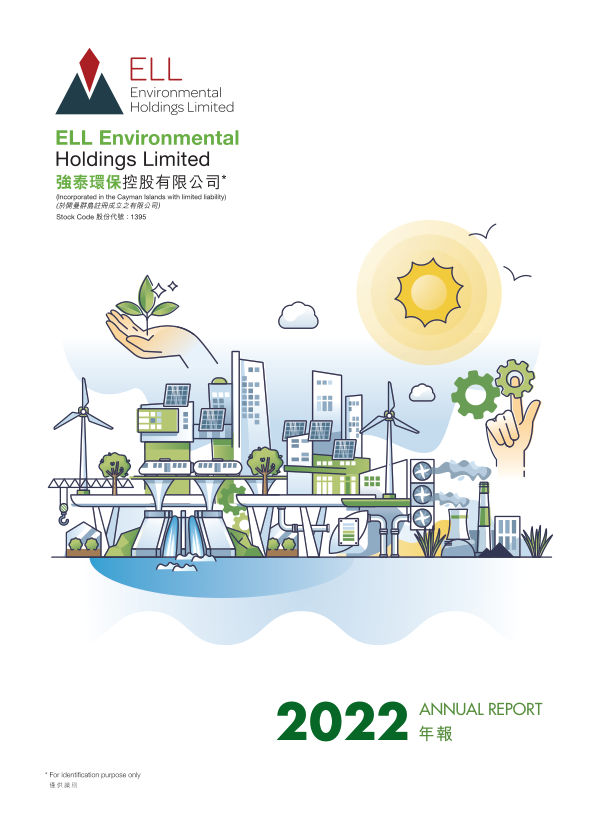 ELL
Environmental
Holdings Limited
ELL Environmental
Holdings Limited
強泰環保控股有限公司*
(Incorporated in the Cayman Islands with limited liability)
(於開曼群島註冊成立之有限公司)
Stock Code 股份代號：1395
2022 ANNUAL REPORT
年報
* For identification purpose only
僅供識別